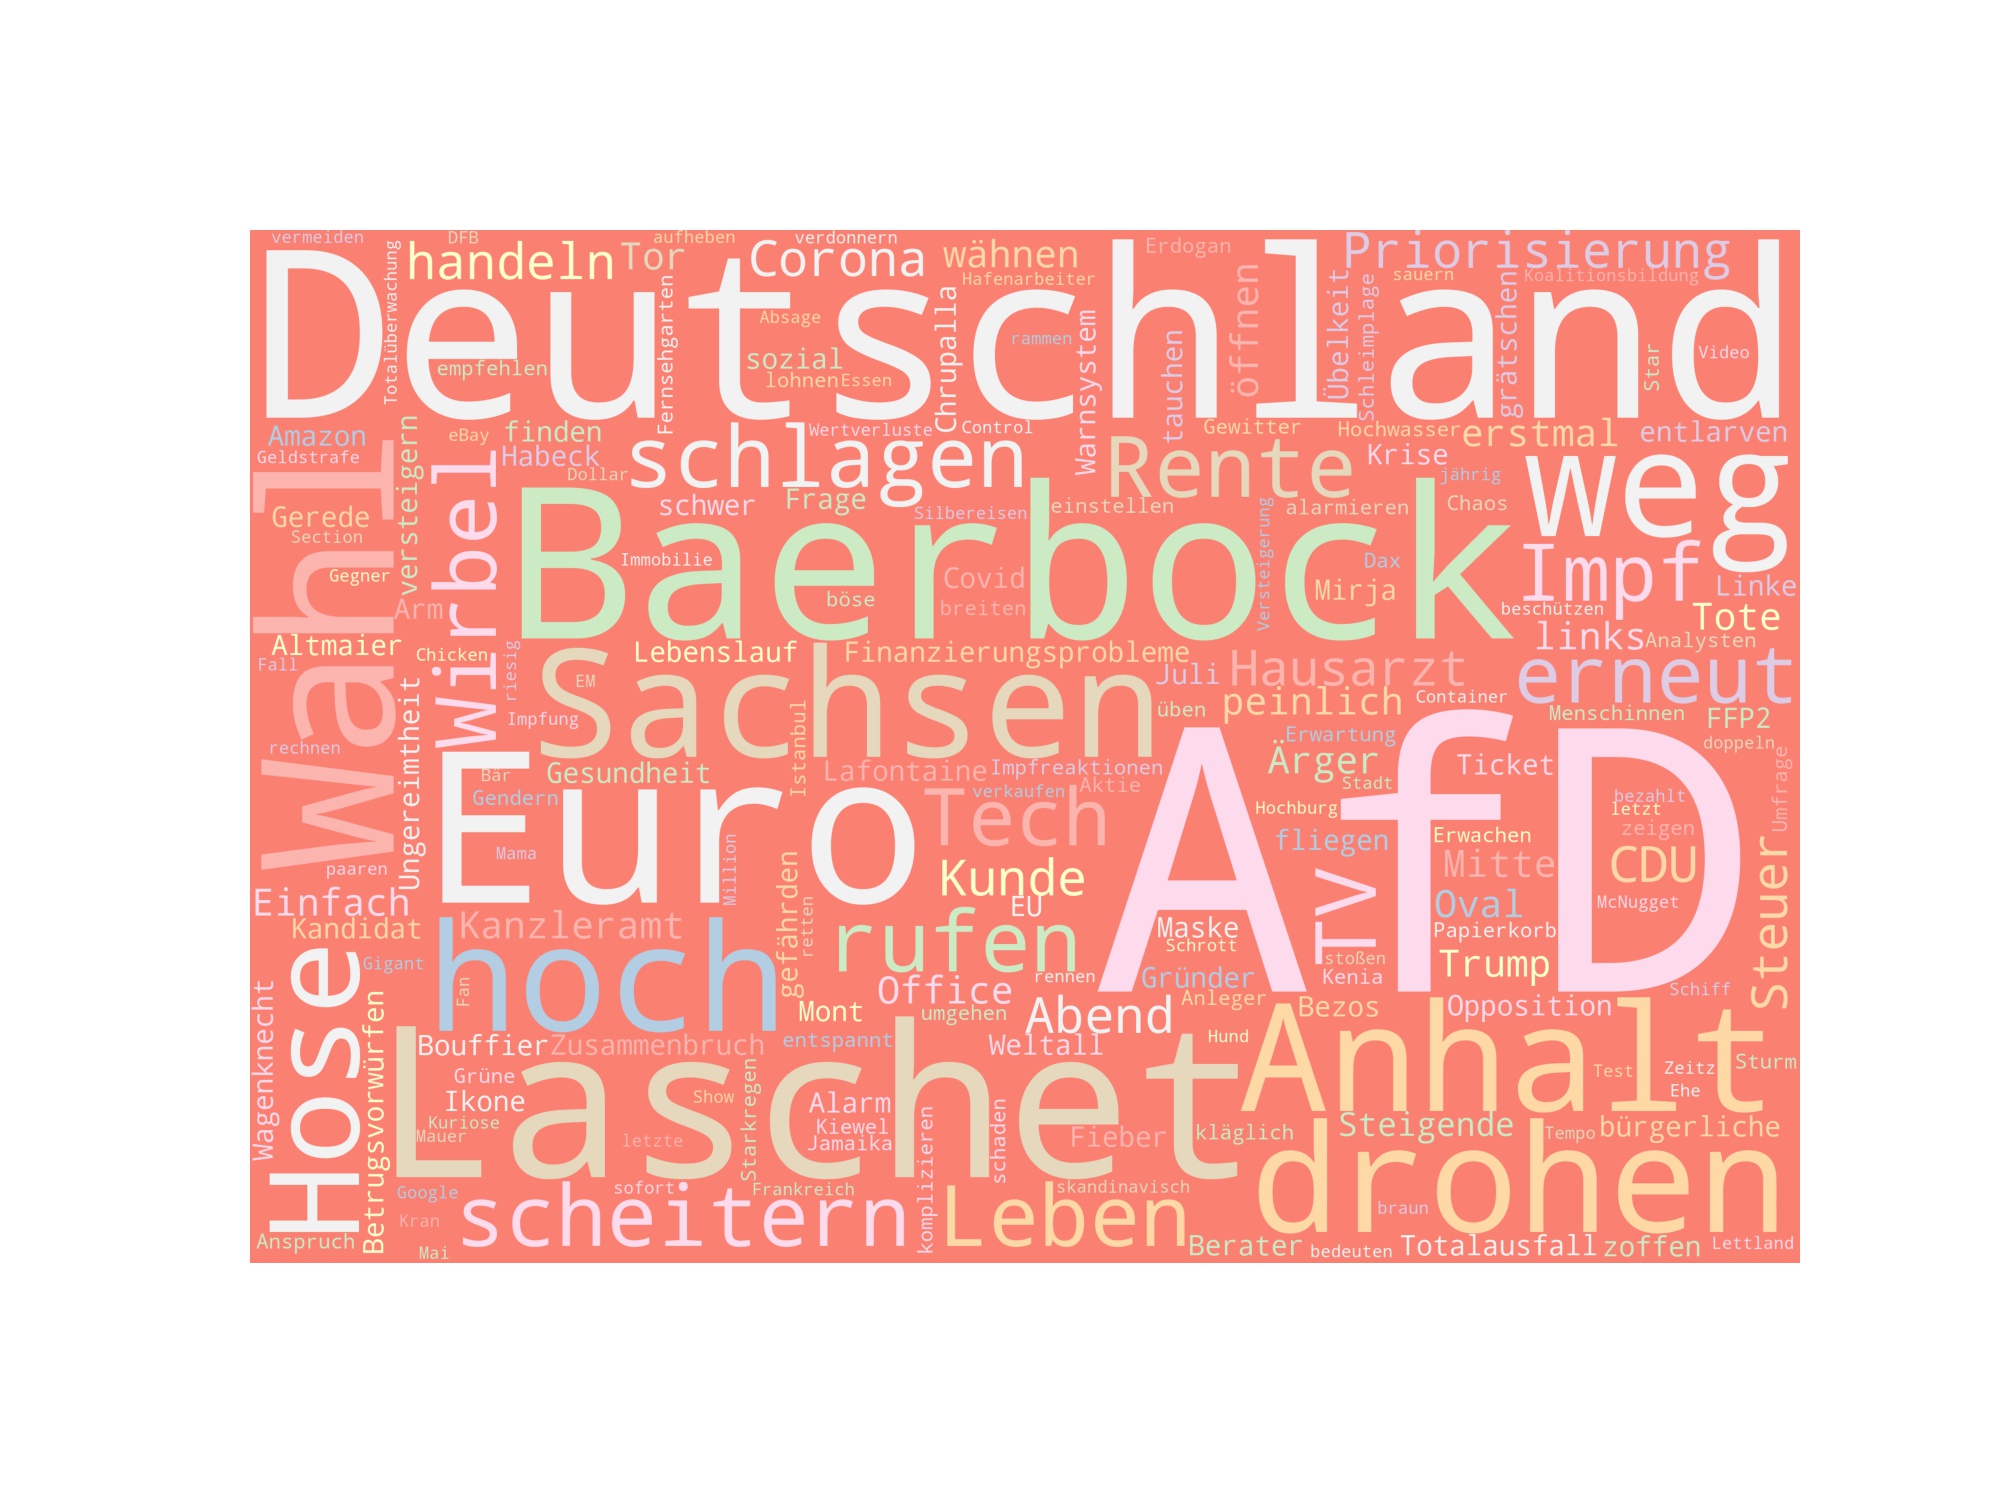 vermeiden
DFB
aufheben
verdonnern
Deutschland
Erdogan
Priorisierung
handeln
Tor
Corona
wähnen
Hafenarbeiter
sauern
Koalitionsbildung
Totalüberwachung
Fernsehgarten
Absage
Chrupalla
rammen
Warnsystem
tauchen
öffnen
Übelkeit
Schleimplage
grätschen
Star
Video
empfehlen
sozial
lohnen
Essen
Amazon
Geldstrafe
eBay
finden
Habeck
Dollar
schlagen
Wertverluste
Control
Rente
Gewitter
Hochwasser
erstmal
entlarven
Krise
jährig
weg
Wahl
versteigern
Wirbel
Gerede
Section
Gegner
Arm
schwer
Frage
Silbereisen
einstellen
Versteigerung
alarmieren
Chaos
Baerbock
Immobilie
böse
Covid
breiten
Dax
Mirja
Impf
Linke
beschützen
Tote
links
Analysten
Altmaier
Fall
Chicken
riesig
Lebenslauf
Finanzierungsprobleme
Juli
Hausarzt
erneut
Sachsen
EM
Impfung
üben
peinlich
Container
Menschinnen
FFP2
doppeln
rechnen
Ungereimtheit
Istanbul
Erwartung
Ärger
Stadt
Ticket
Umfrage
Bär
Gesundheit
Gendern
Lafontaine
Impfreaktionen
verkaufen
Aktie
AfD
Hochburg
bezahlt
letzt
zeigen
Euro
Mama
Million
Tech
fliegen
Erwachen
Mitte
CDU
Steuer
paaren
Einfach
Kandidat
Kanzleramt
gefährden
retten
Kunde
EU
rufen
Maske
Schrott
TV
Oval
McNugget
Papierkorb
stoßen
Kenia
Trump
Hose
Gigant
Fan
hoch
Office
rennen
Gründer
Anleger
Bezos
Opposition
Schiff
Wagenknecht
Betrugsvorwürfen
Mont
umgehen
Abend
Hund
Anhalt
Bouffier
Zusammenbruch
entspannt
Weltall
Laschet
Grüne
Ikone
Kuriose
Mauer
Show
Starkregen
letzte
Alarm
Kiewel
Jamaika
komplizieren
schaden
Fieber
kläglich
Steigende
Test
Zeitz
Ehe
Sturm
Tempo
bürgerliche
Google
Kran
Anspruch
Mai
sofort
scheitern
Frankreich
Leben
skandinavisch
drohen
braun
Berater
bedeuten
Totalausfall
zoffen
Lettland